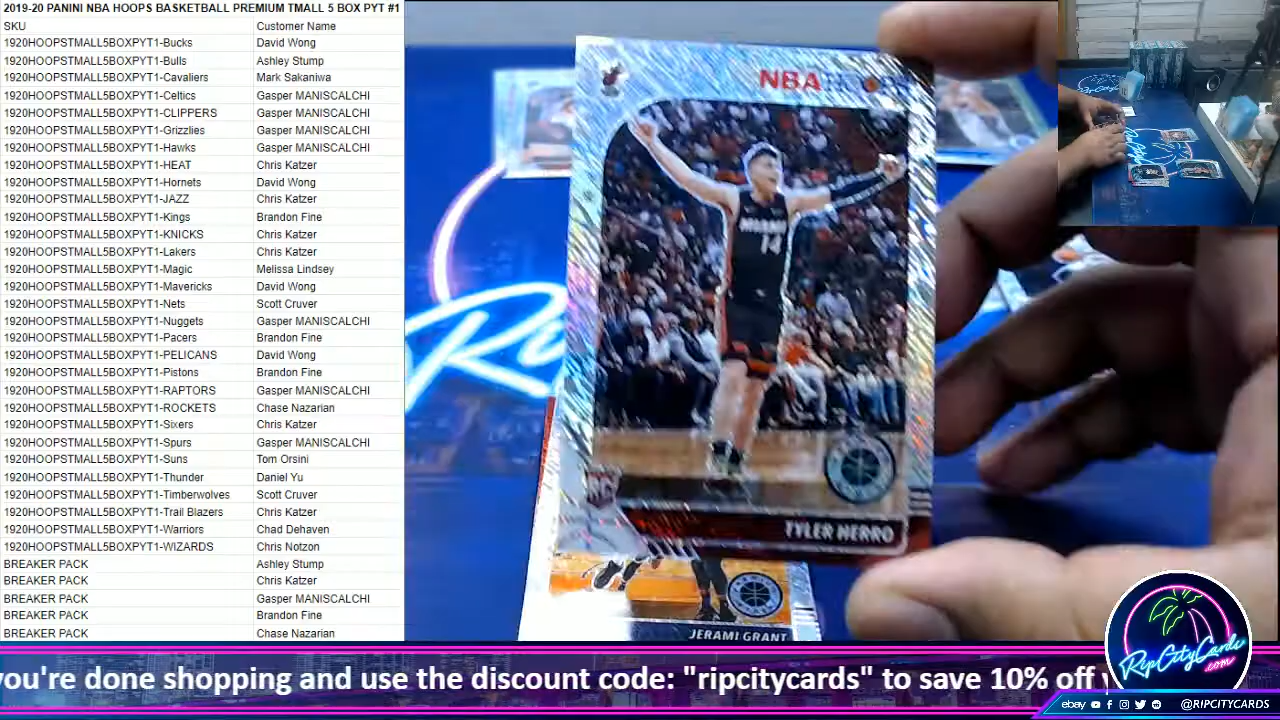 2019-20 PANINI NBA HOOPS BASKETBALL PREMIUM TMALL 5 BOX PYT #1
SKU Customer Name
1920HOOPSTMALL5BOXPYT1-Bucks David Wong
1920HOOPSTMALL5BOXPYT1-Bulls Ashley Stump
1920HOOPSTMALL5BOXPYT1-Cavaliers Mark Sakaniwa
1920HOOPSTMALL5BOXPYT1-Celtics Gasper MANISCALCHI
1920HOOPSTMALL5BOXPYT1-CLIPPERS Gasper MANISCALCHI
1920HOOPSTMALL5BOXPYT1-Grizzlies Gasper MANISCALCHI
1920HOOPSTMALL5BOXPYT1-Hawks Gasper MANISCALCHI
1920HOOPSTMALL5BOXPYT1-HEAT Chris Katzer
1920HOOPSTMALL5BOXPYT1-Hornets David Wong
1920HOOPSTMALL5BOXPYT1-JAZZ Chris Katzer
1920HOOPSTMALL5BOXPYT1-Kings Brandon Fine
1920HOOPSTMALL5BOXPYT1-KNICKS Chris Katzer
1920HOOPSTMALL5BOXPYT1-Lakers Chris Katzer
1920HOOPSTMALL5BOXPYT1-Magic Melissa Lindsey
1920HOOPSTMALL5BOXPYT1-Mavericks David Wong
1920HOOPSTMALL5BOXPYT1-Nets Scott Cruver
1920HOOPSTMALL5BOXPYT1-Nuggets Gasper MANISCALCHI
1920HOOPSTMALL5BOXPYT1-Pacers Brandon Fine
1920HOOPSTMALL5BOXPYT1-PELICANS David Wong
1920HOOPSTMALL5BOXPYT1-Pistons Brandon Fine
1920HOOPSTMALL5BOXPYT1-RAPTORS Gasper MANISCALCHI
1920HOOPSTMALL5BOXPYT1-ROCKETS Chase Nazarian
1920HOOPSTMALL5BOXPYT1-Sixers Chris Katzer
1920HOOPSTMALL5BOXPYT1-Spurs Gasper MANISCALCHI
1920HOOPSTMALL5BOXPYT1-Suns Tom Orsini
1920HOOPSTMALL5BOXPYT1-Thunder Daniel Yu
1920HOOPSTMALL5BOXPYT1-Timberwolves Scott Cruver
1920HOOPSTMALL5BOXPYT1-Trail Blazers Chris Katzer
1920HOOPSTMALL5BOXPYT1-Warriors Chad Dehaven
1920HOOPSTMALL5BOXPYT1-WIZARDS Chris Notzon
BREAKER PACK Ashley Stump
BREAKER PACK Chris Katzer
BREAKER PACK Gasper MANISCALCHI
BREAKER PACK Brandon Fine
BREAKER PACK Chase Nazarian
NBA HOOPS
MIAMI
14
RC
TYLER HERRO
JERAMI GRANT
Rip
you're done shopping and use the discount code: "ripcitycards" to save 10% off
RipCityCards
.com
ebay @RIPCITYCARDS